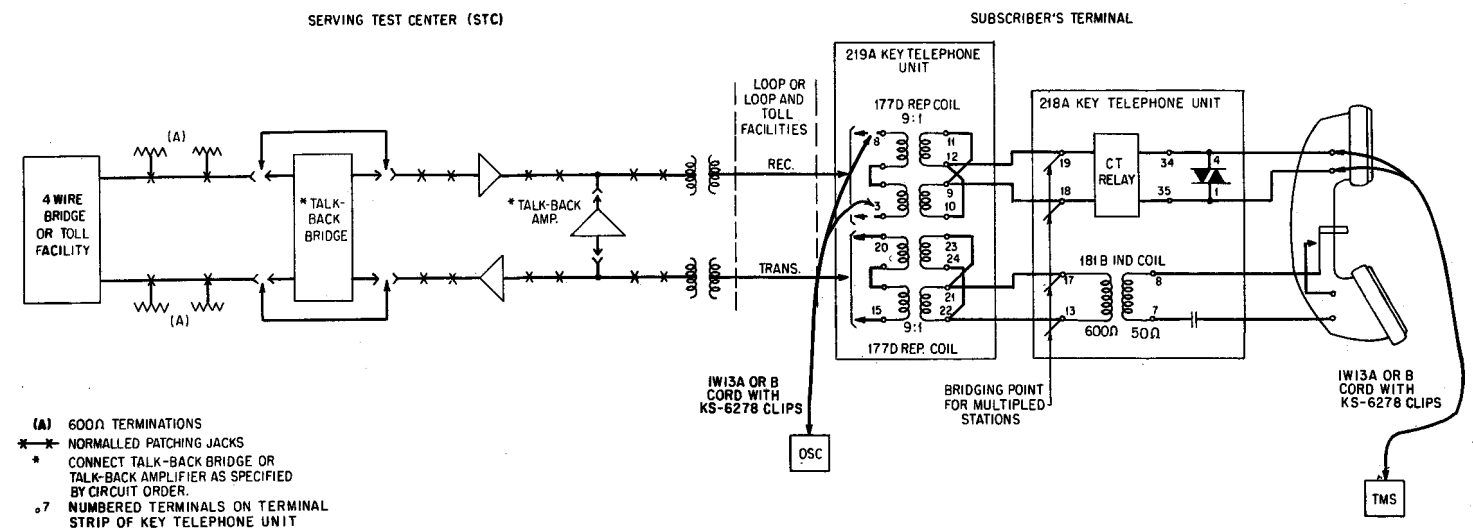 SERVING TEST CENTER (STC)
SUBSCRIBER'S TERMINAL
219A KEY TELEPHONE
UNIT
LOOP OR
LOOP AND
TOLL
FACILITIES
177D REP COIL
9:1
218A KEY TELEPHONE UNIT
(A)
8
11
12
REC.
19
CT
RELAY
34
4
4 WIRE
BRIDGE
OR TOLL
FACILITY
* TALK-
BACK
BRIDGE
* TALK-BACK
AMP.
3
9
10
18
35
1
20
23
24
181B IND COIL
TRANS.
21
17
8
15
22
13
7
(A)
9:1
600Ω
50Ω
177D REP. COIL
1W13A OR B
CORD WITH
KS-6278 CLIPS
BRIDGING POINT
FOR MULTIPLED
STATIONS
1W13A OR B
CORD WITH
KS-6278 CLIPS
(A) 600Ω TERMINATIONS
NORMALLED PATCHING JACKS
* CONNECT TALK-BACK BRIDGE OR
TALK-BACK AMPLIFIER AS SPECIFIED
BY CIRCUIT ORDER.
7 NUMBERED TERMINALS ON TERMINAL
STRIP OF KEY TELEPHONE UNIT
OSC
TMS